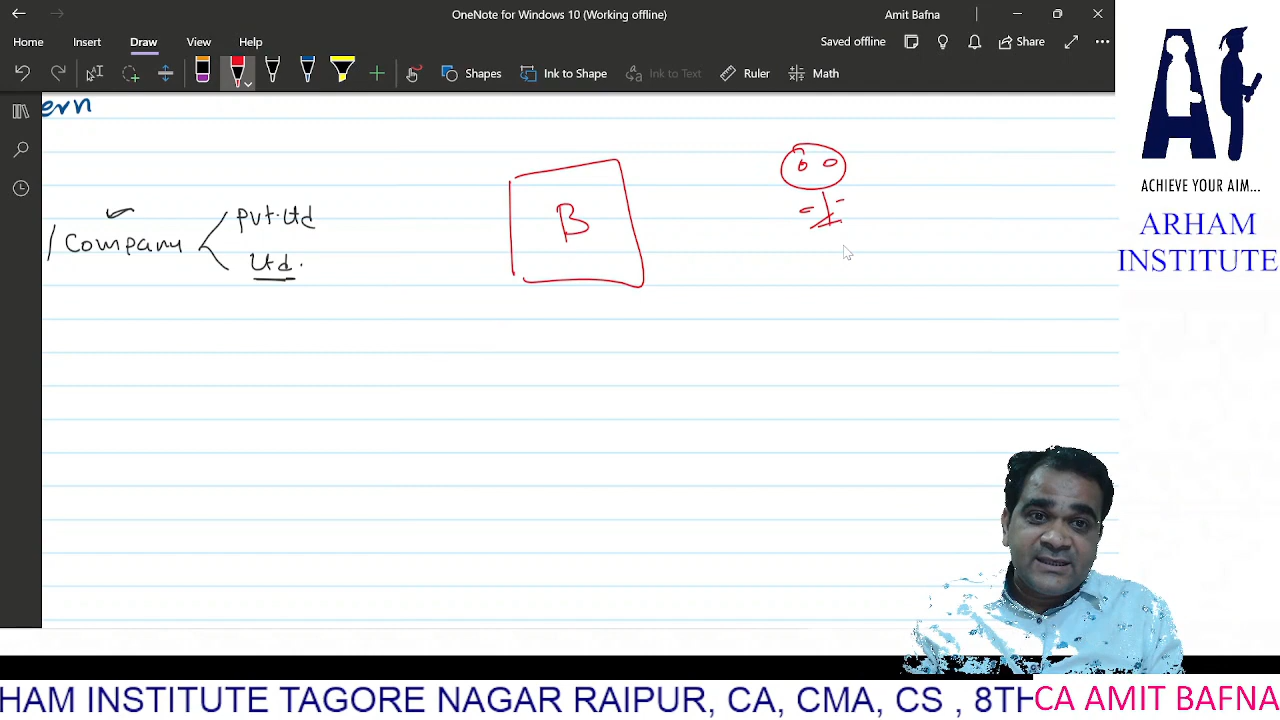 OneNote for Windows 10 (Working offline)
Amit Bafna
Home Insert Draw View Help
Saved offline
Share
Shapes
Ink to Shape
Ink to Text
Ruler
Math
ern
/ Company
Pvt. Ltd
Ltd.
B
AI
ACHIEVE YOUR AIM...
ARHAM
INSTITUTE
HAM INSTITUTE TAGORE NAGAR RAIPUR, CA, CMA, CS , 8TH
CA AMIT BAFNA